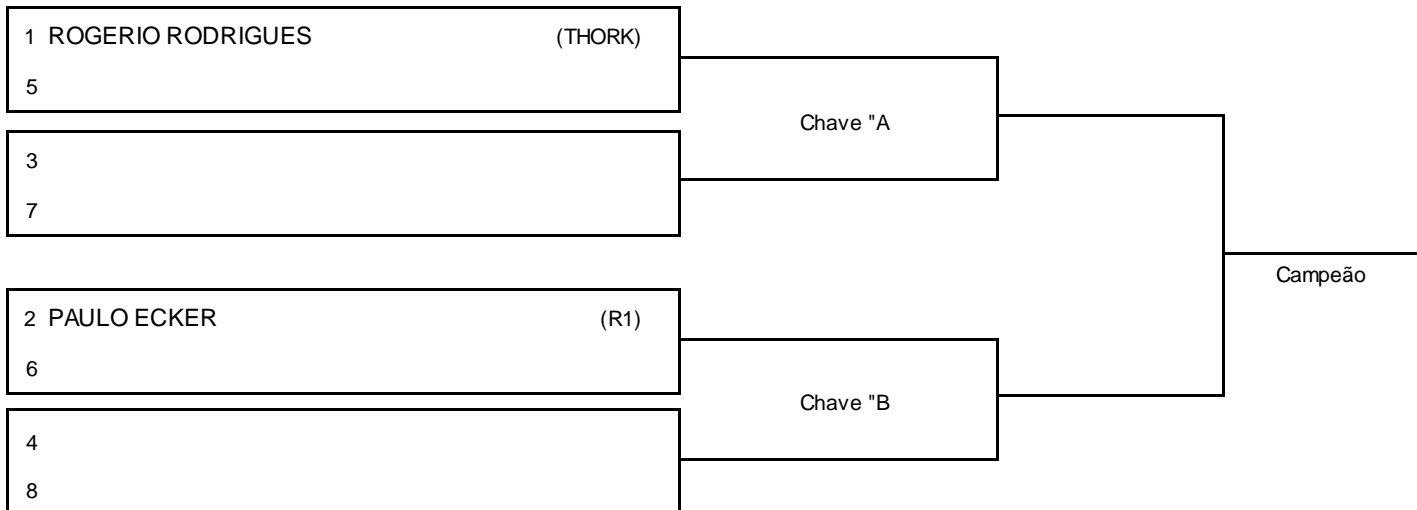 1 ROGERIO RODRIGUES (THORK)
5
Chave "A
3
7
Campeão
2 PAULO ECKER (R1)
6
Chave "B
4
8